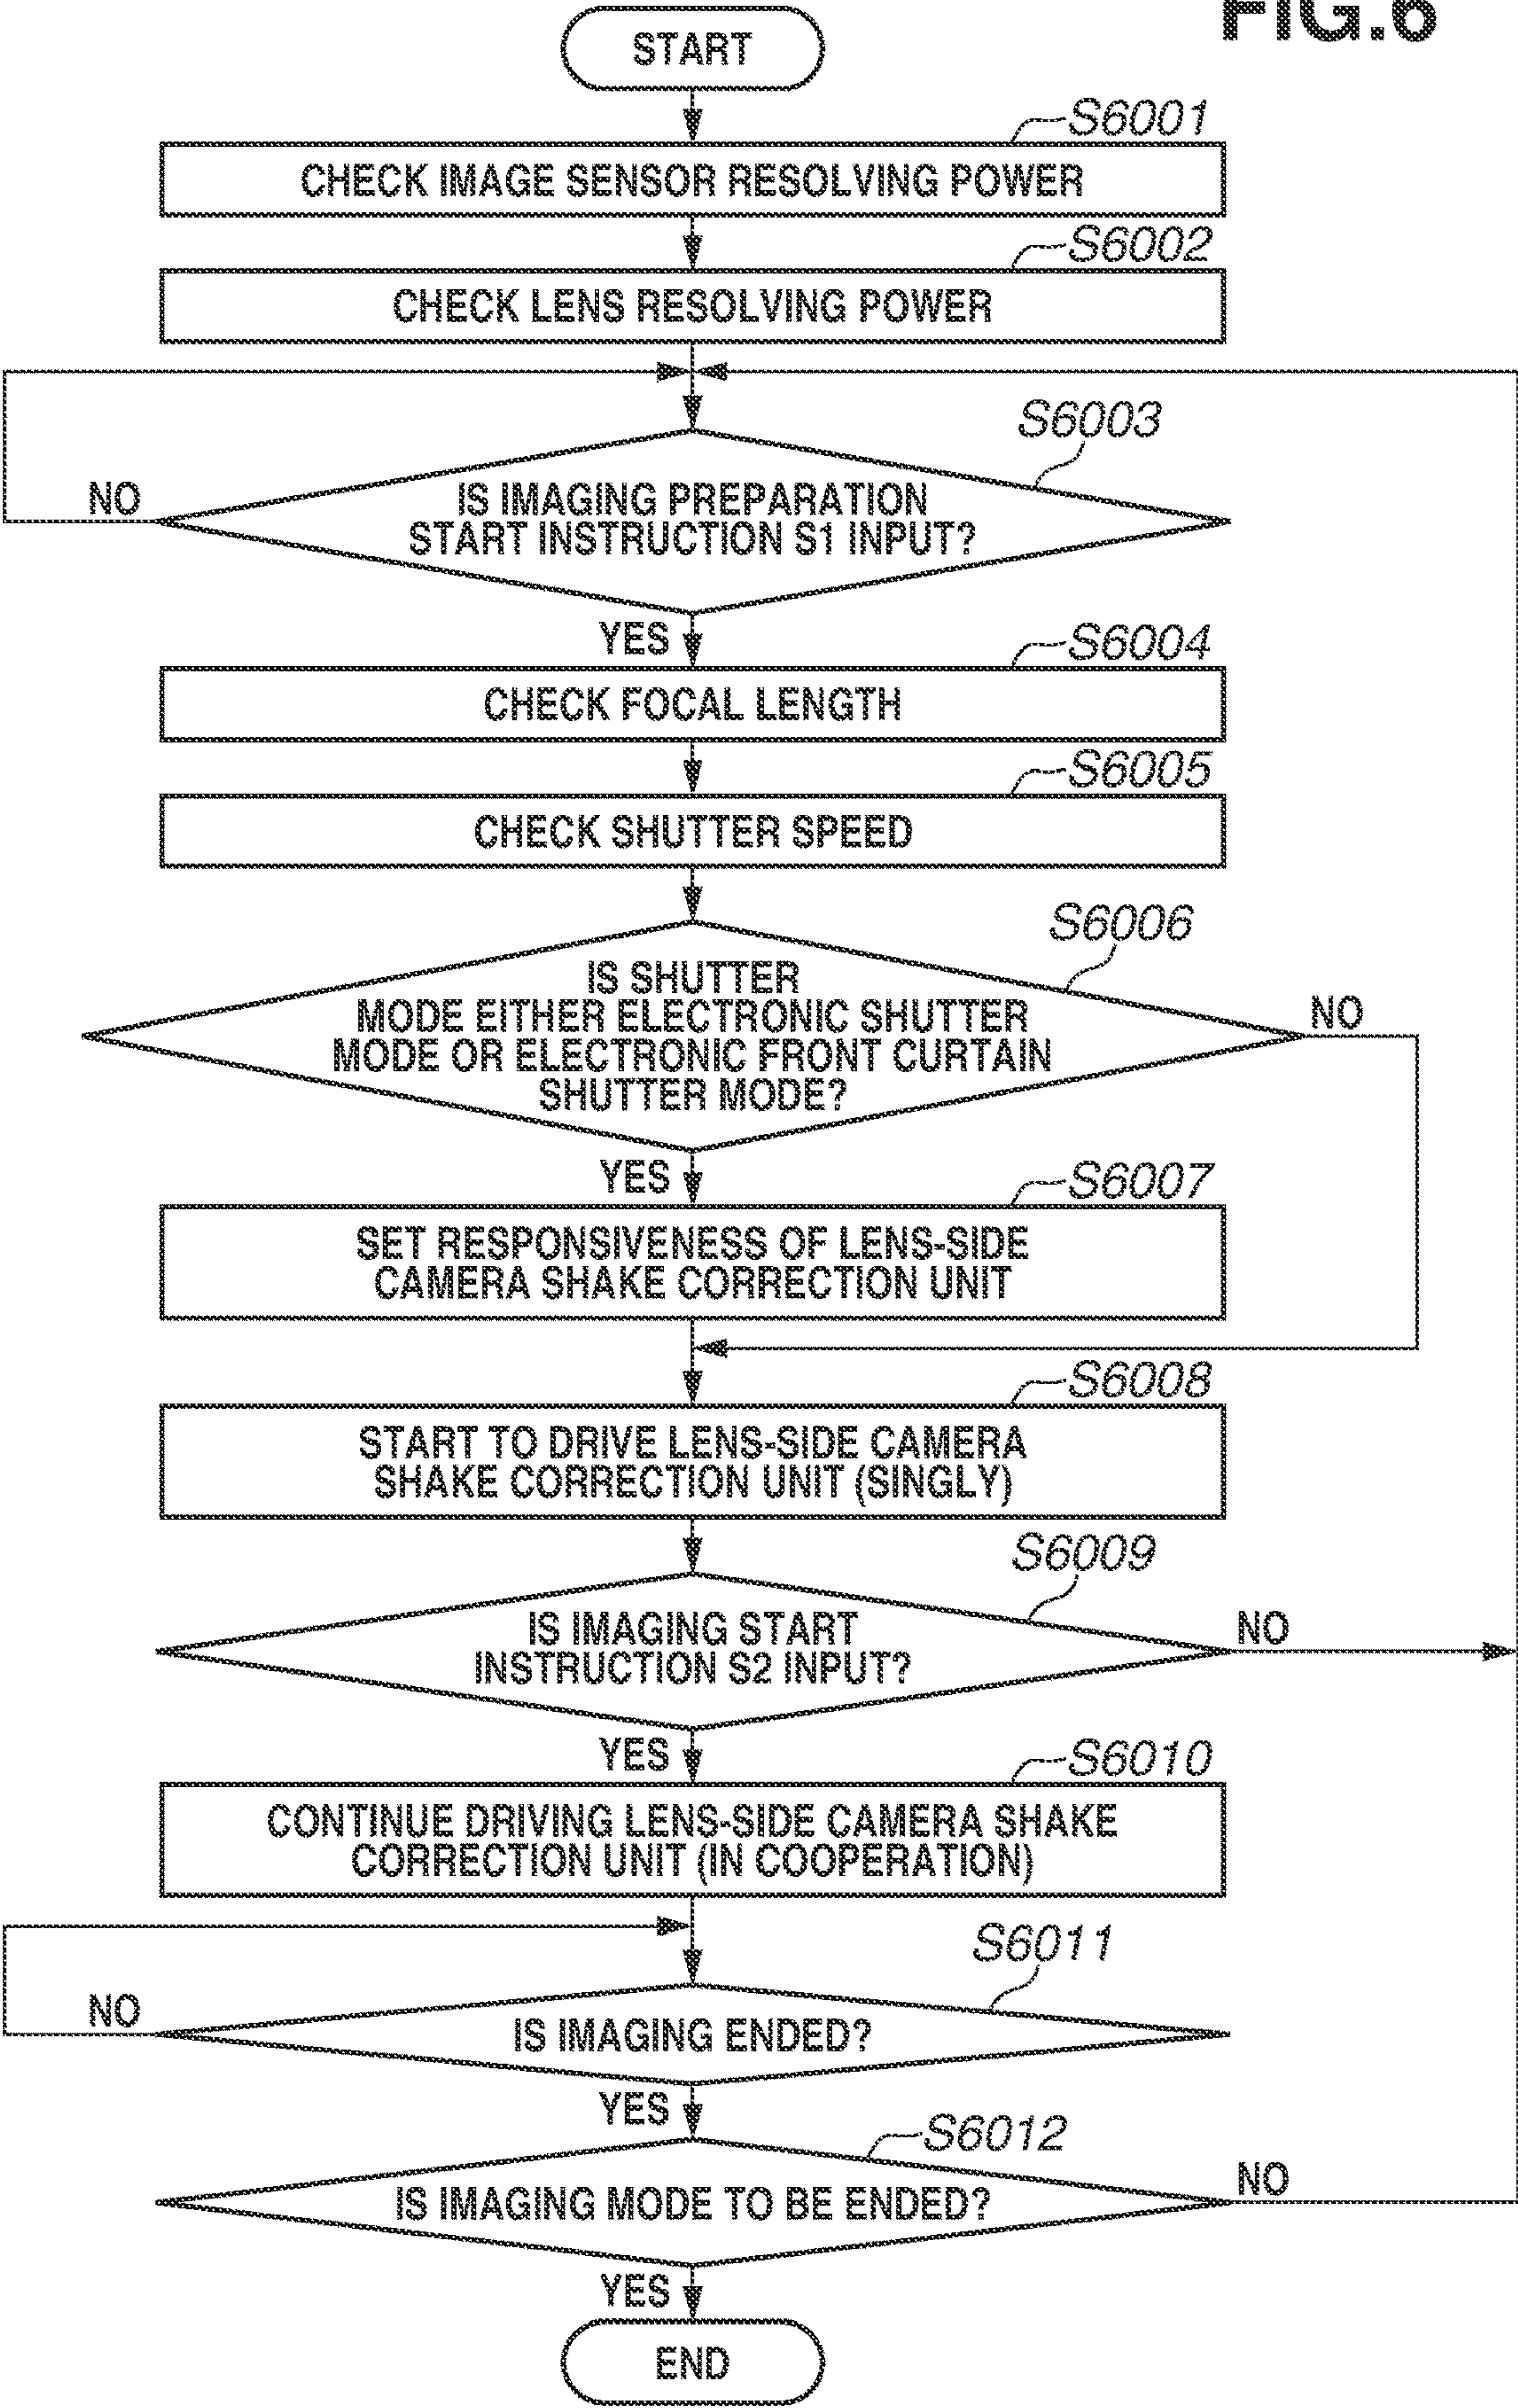 FIG.6
START
S6001
CHECK IMAGE SENSOR RESOLVING POWER
S6002
CHECK LENS RESOLVING POWER
S6003
NO
IS IMAGING PREPARATION
START INSTRUCTION S1 INPUT?
YES
S6004
CHECK FOCAL LENGTH
S6005
CHECK SHUTTER SPEED
S6006
IS SHUTTER
MODE EITHER ELECTRONIC SHUTTER
MODE OR ELECTRONIC FRONT CURTAIN
SHUTTER MODE?
NO
YES
S6007
SET RESPONSIVENESS OF LENS-SIDE
CAMERA SHAKE CORRECTION UNIT
S6008
START TO DRIVE LENS-SIDE CAMERA
SHAKE CORRECTION UNIT (SINGLY)
S6009
IS IMAGING START
INSTRUCTION S2 INPUT?
NO
YES
S6010
CONTINUE DRIVING LENS-SIDE CAMERA SHAKE
CORRECTION UNIT (IN COOPERATION)
S6011
NO
IS IMAGING ENDED?
YES
S6012
IS IMAGING MODE TO BE ENDED?
NO
YES
END